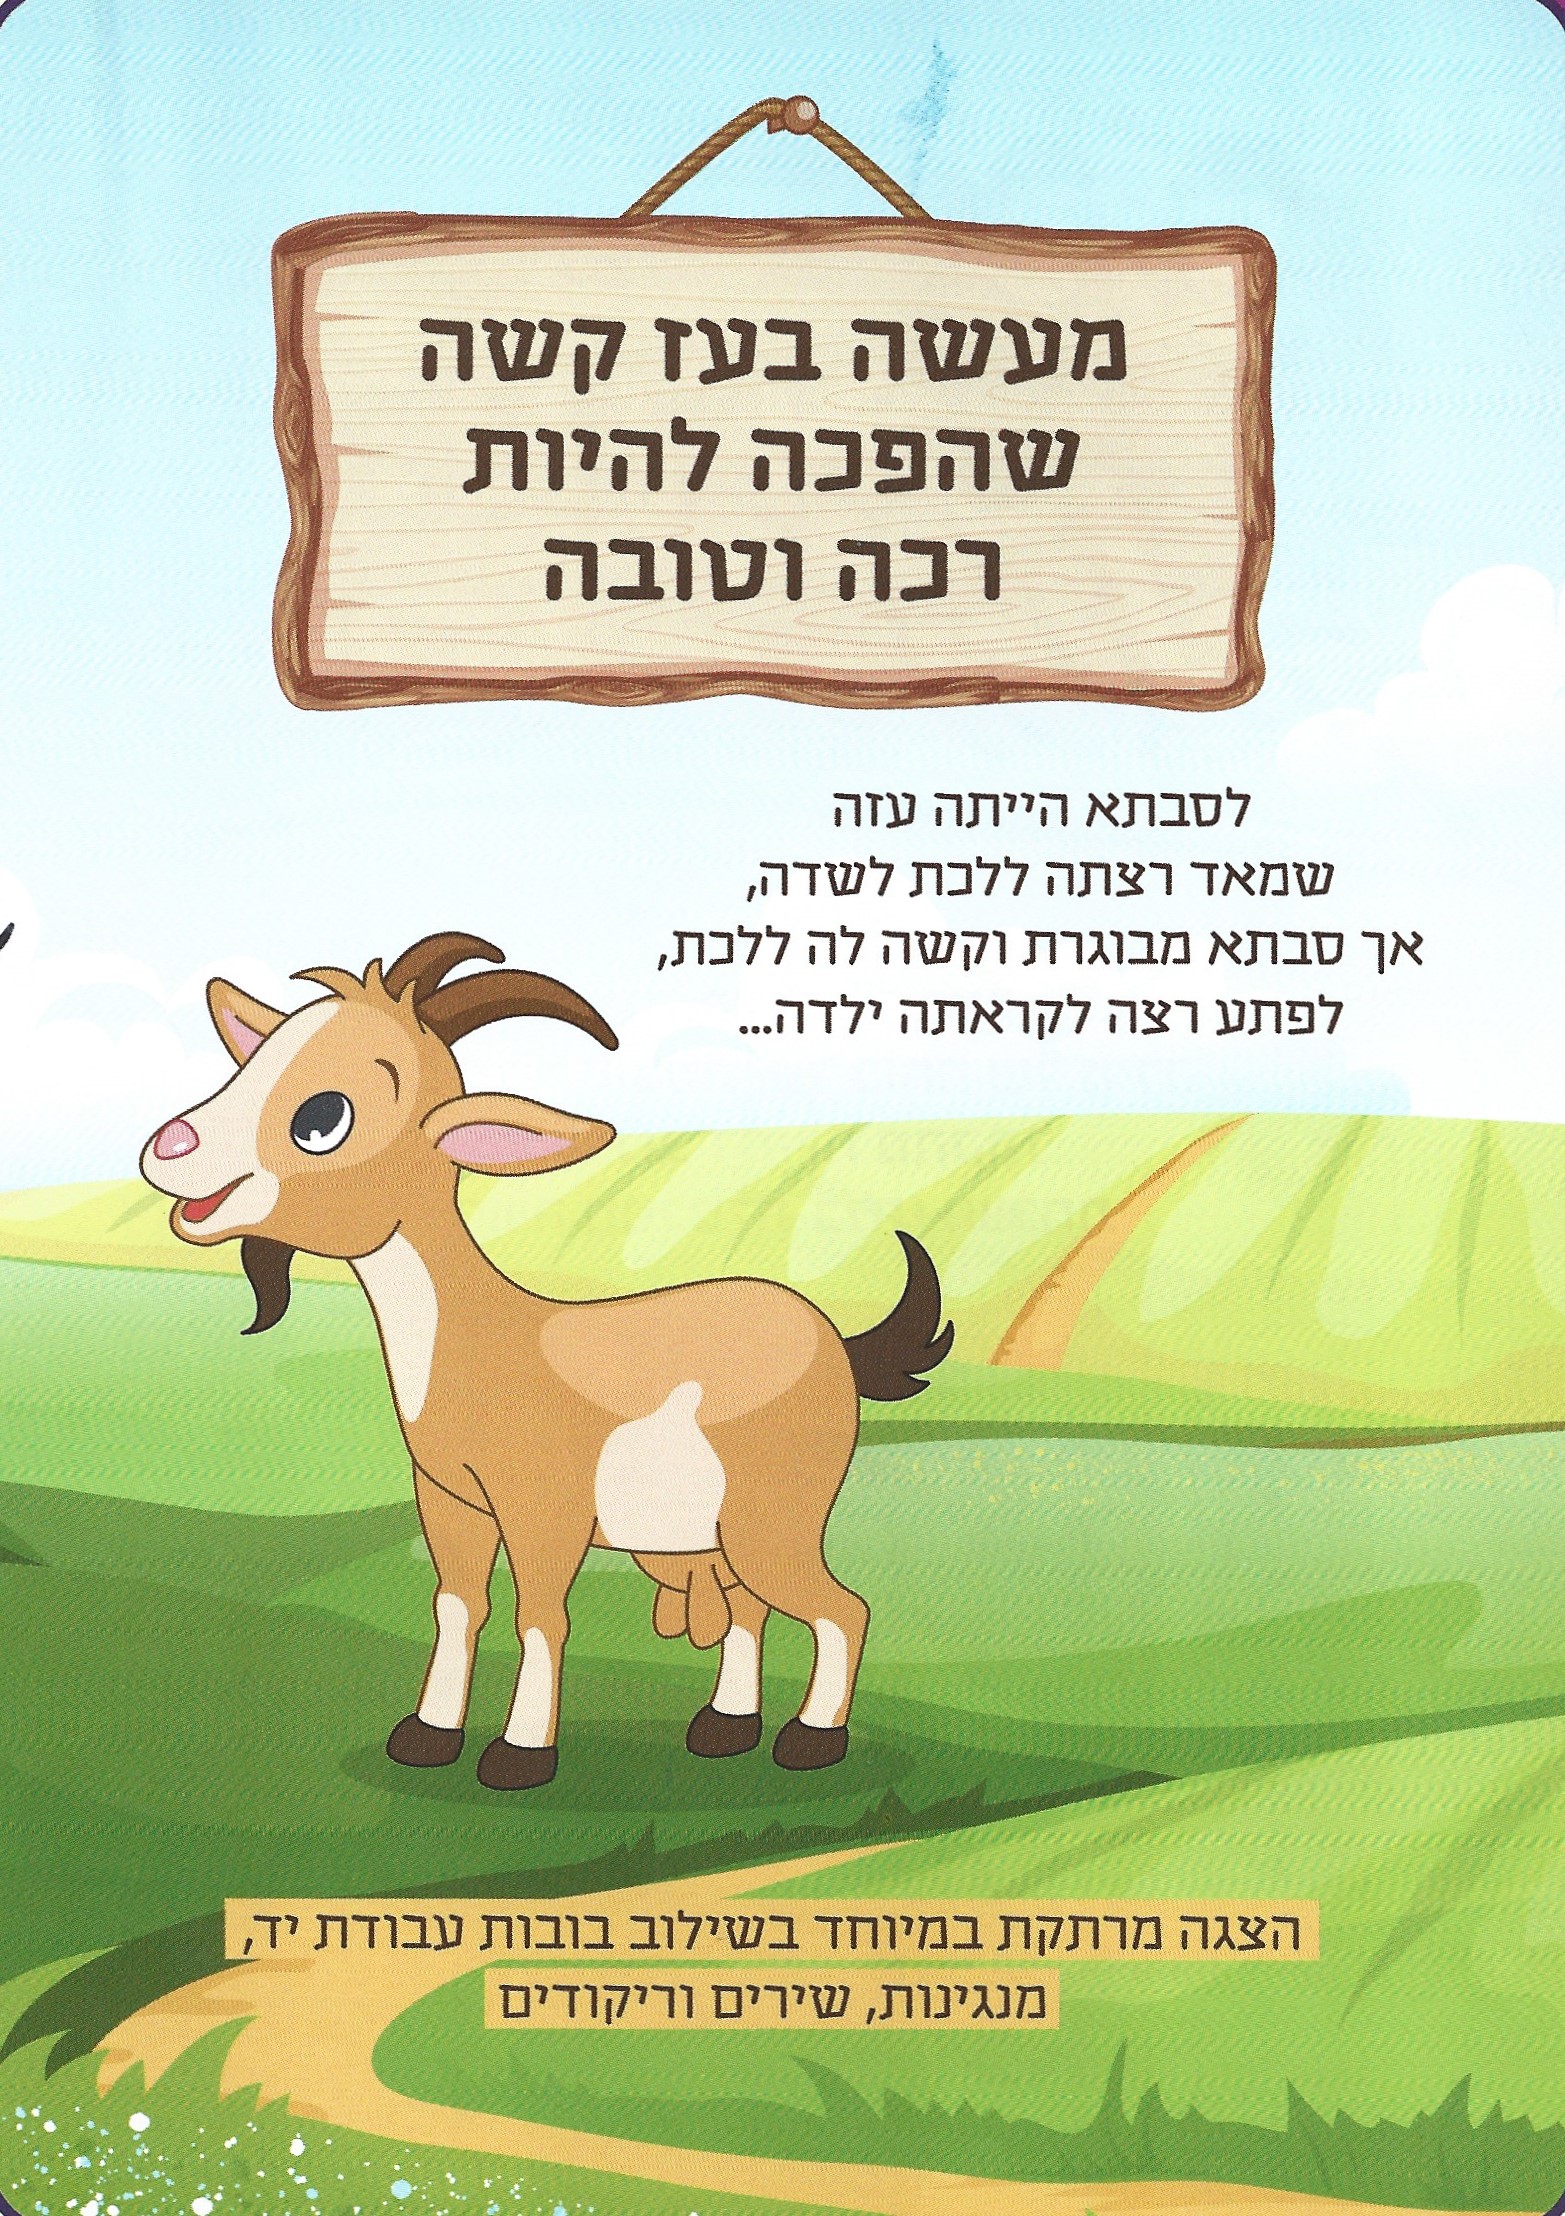 מעשה בעז קשה
שהפכה להיות
רכה וטובה
לסבתא הייתה עזה
שמאד רצתה ללכת לשדה,
אך סבתא מבוגרת וקשה לה ללכת,
לפתע רצה לקראתה ילדה...
הצגה מרתקת במיוחד בשילוב בובות עבודת יד,
מנגינות, שירים וריקודים